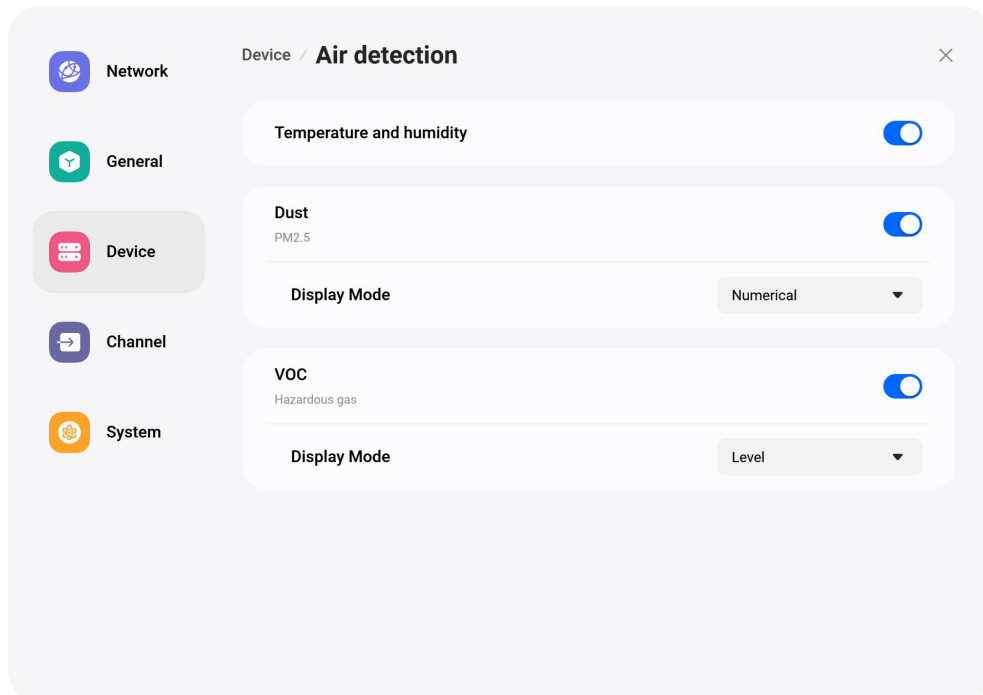 Network
General
Device
Channel
System
Device / Air detection
Temperature and humidity
Dust
PM2.5
Display Mode
Numerical
VOC
Hazardous gas
Display Mode
Level